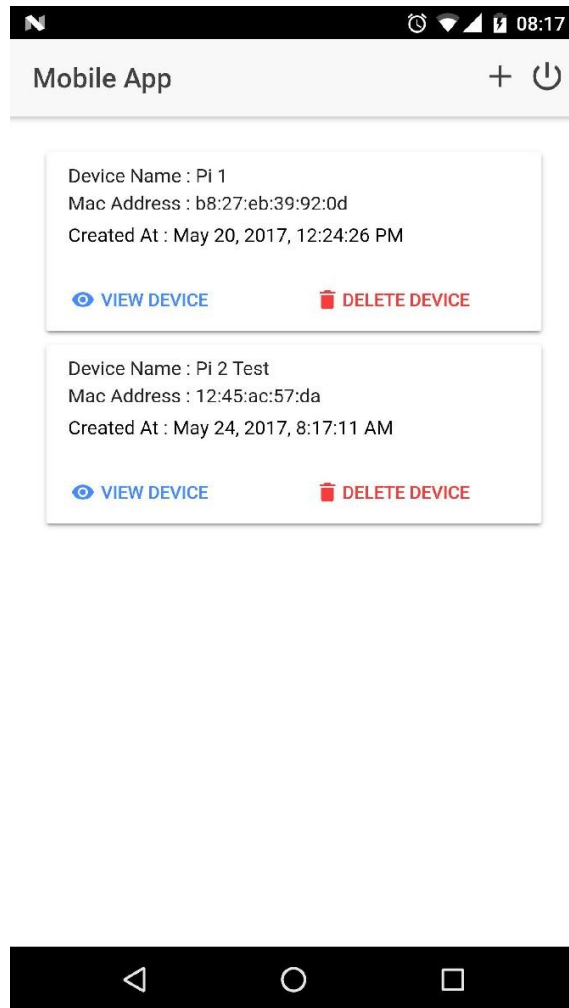 08:17
Mobile App
Device Name : Pi 1
Mac Address : b8:27:eb:39:92:0d
Created At : May 20, 2017, 12:24:26 PM
VIEW DEVICE DELETE DEVICE
Device Name : Pi 2 Test
Mac Address : 12:45:ac:57:da
Created At : May 24, 2017, 8:17:11 AM
VIEW DEVICE DELETE DEVICE